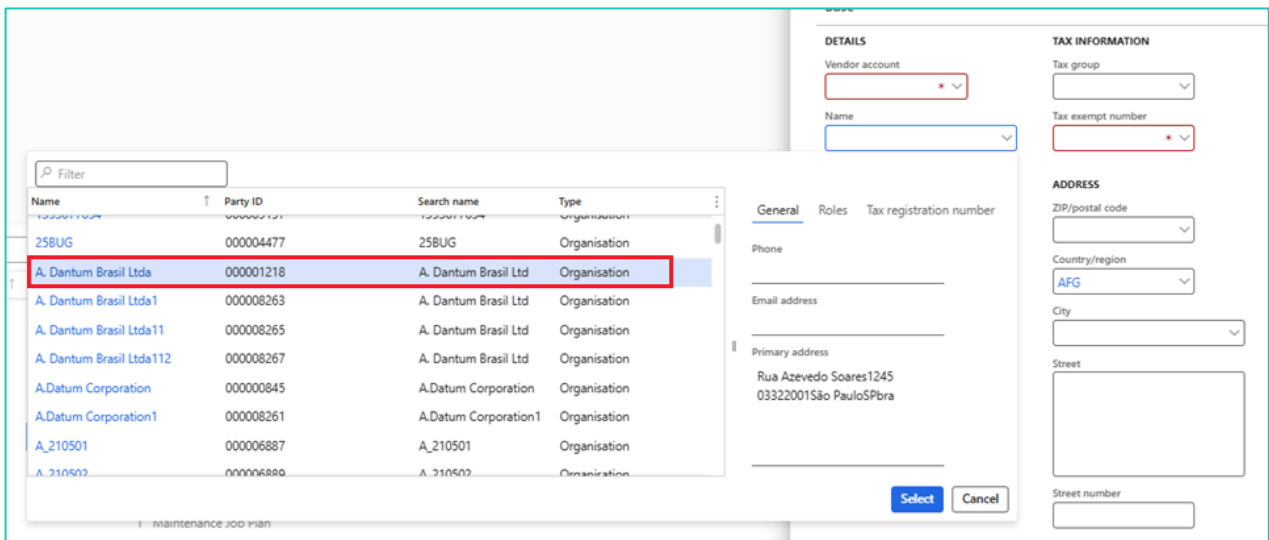 DETAILS
TAX INFORMATION
Vendor account
Tax group
*
Name
Tax exempt number
*
Filter
Name ↑ Party ID Search name Type
25BUG 000004477 25BUG Organisation
A. Dantum Brasil Ltda 000001218 A. Dantum Brasil Ltd Organisation
A. Dantum Brasil Ltda1 000008263 A. Dantum Brasil Ltd Organisation
A. Dantum Brasil Ltda11 000008265 A. Dantum Brasil Ltd Organisation
A. Dantum Brasil Ltda112 000008267 A. Dantum Brasil Ltd Organisation
A.Datum Corporation 000000845 A.Datum Corporation Organisation
A.Datum Corporation1 000008261 A.Datum Corporation1 Organisation
A_210501 000006887 A_210501 Organisation
A_210502 000006889 A_210502 Organisation
General Roles Tax registration number
Phone
Email address
Primary address
Rua Azevedo Soares1245
03322001São PauloSPbra
Select Cancel
ADDRESS
ZIP/postal code
Country/region
AFG
City
Street
Street number
Maintenance Job Plan